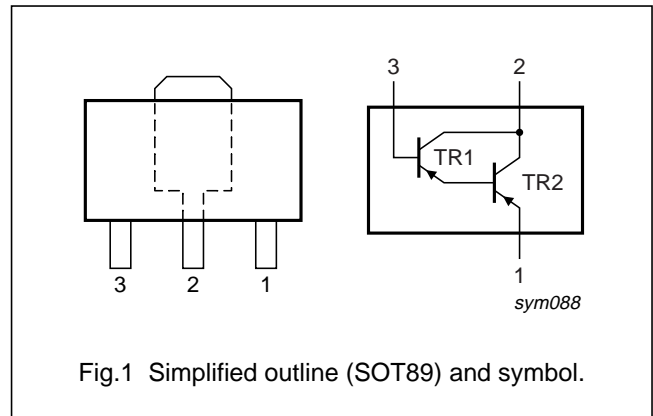 3 2
TR1
TR2
3 2 1
1
sym088
Fig.1 Simplified outline (SOT89) and symbol.